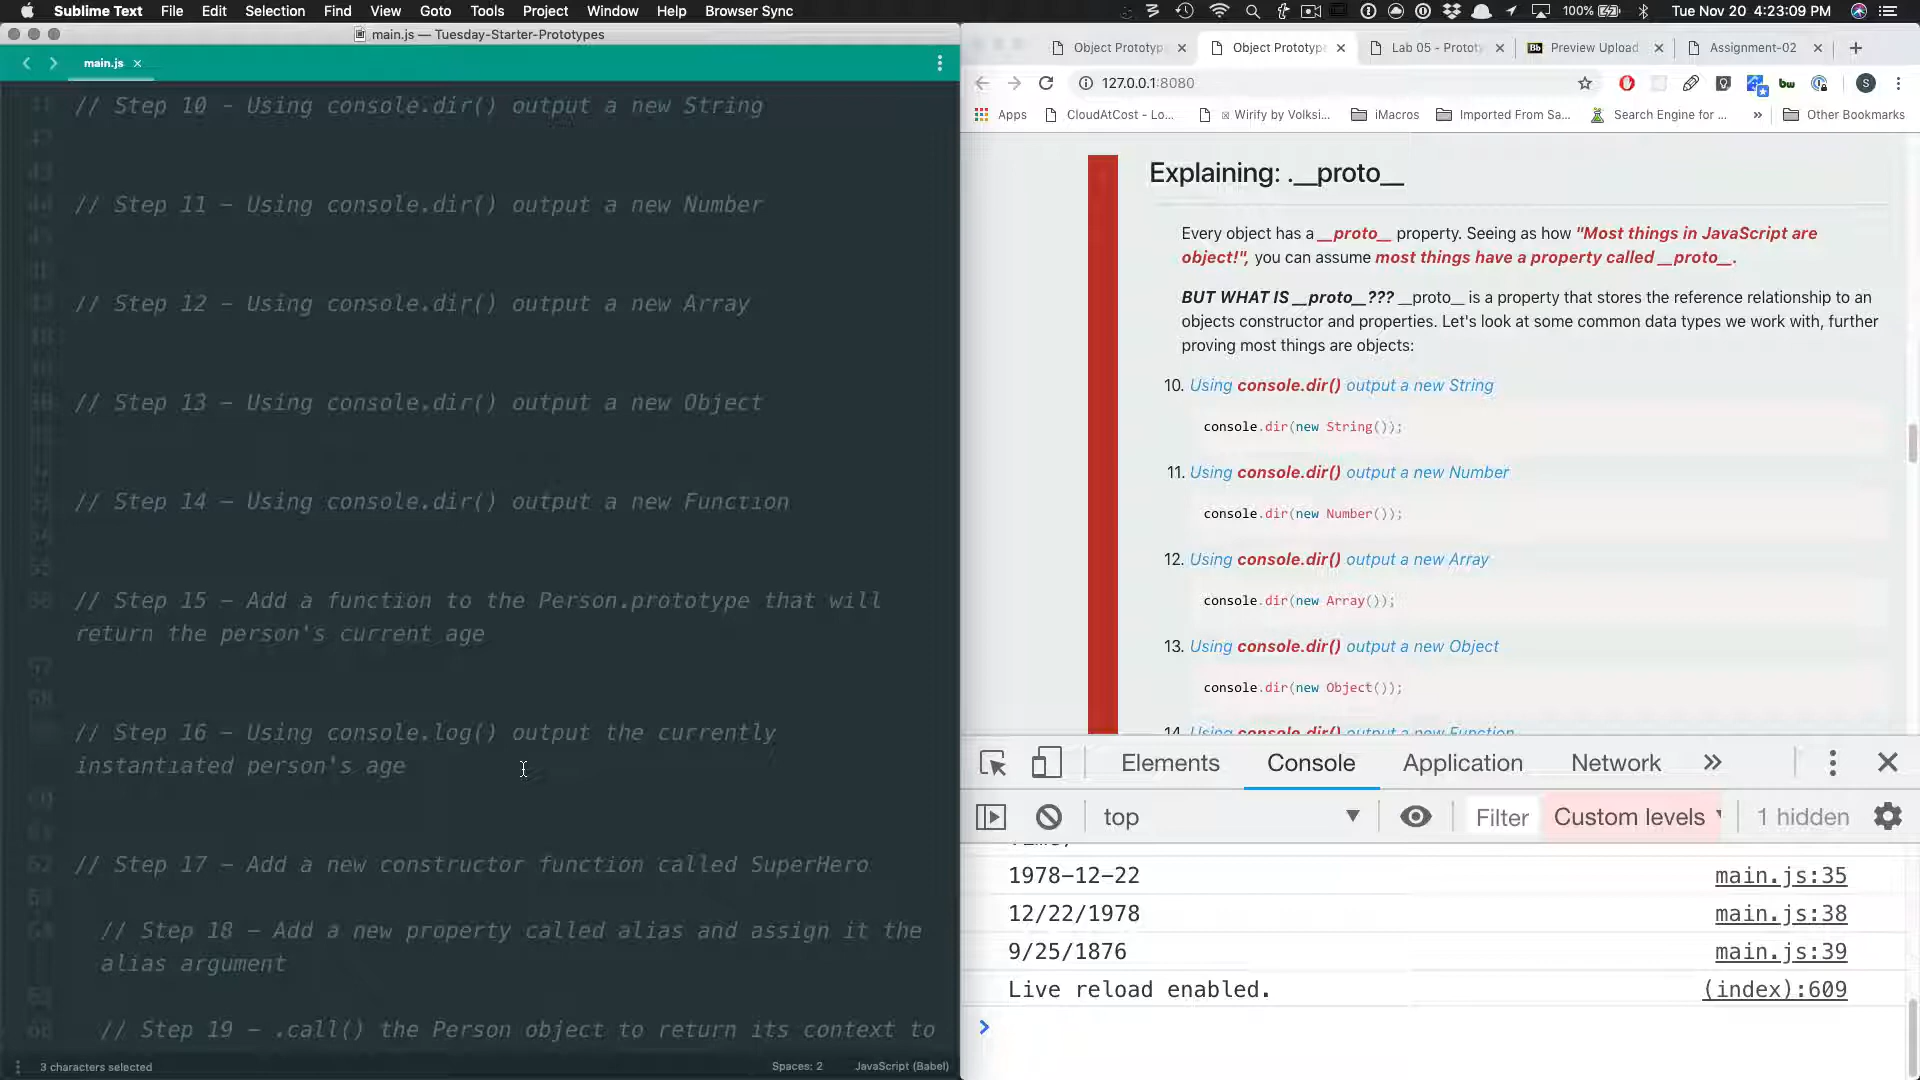 Sublime Text File Edit Selection Find View Goto Tools Project Window Help Browser Sync 100% Tue Nov 20 4:23:09 PM
main.js — Tuesday-Starter-Prototypes
main.js ×
// Step 10 - Using console.dir() output a new String
// Step 11 - Using console.dir() output a new Number
// Step 12 - Using console.dir() output a new Array
// Step 13 - Using console.dir() output a new Object
// Step 14 - Using console.dir() output a new Function
// Step 15 - Add a function to the Person.prototype that will
return the person's current age
// Step 16 - Using console.log() output the currently
instantiated person's age
// Step 17 - Add a new constructor function called SuperHero
// Step 18 - Add a new property called alias and assign it the
alias argument
// Step 19 - .call() the Person object to return its context to
3 characters selected Spaces: 2 JavaScript (Babel)
Object Prototyp × Object Prototype × Lab 05 - Protot × Bb Preview Upload × Assignment-02 × +
127.0.0.1:8080
Apps CloudAtCost - Lo... Wirify by Volksi... iMacros Imported From Sa... Search Engine for ... » Other Bookmarks
Explaining: .__proto__
Every object has a __proto__ property. Seeing as how "Most things in JavaScript are
object!", you can assume most things have a property called __proto__.
BUT WHAT IS __proto__??? __proto__ is a property that stores the reference relationship to an
objects constructor and properties. Let's look at some common data types we work with, further
proving most things are objects:
10. Using console.dir() output a new String
console.dir(new String());
11. Using console.dir() output a new Number
console.dir(new Number());
12. Using console.dir() output a new Array
console.dir(new Array());
13. Using console.dir() output a new Object
console.dir(new Object());
14. Using console.dir() output a new Function
Elements Console Application Network »
top Filter Custom levels 1 hidden
1978-12-22 main.js:35
12/22/1978 main.js:38
9/25/1876 main.js:39
Live reload enabled. (index):609